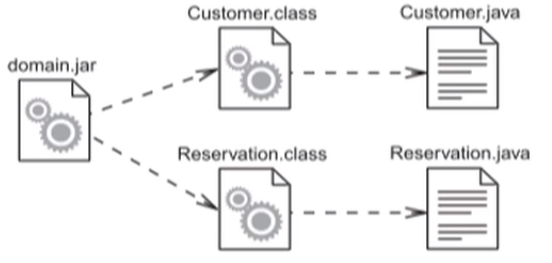 Customer.class
Customer.java
domain.jar
Reservation.class
Reservation.java